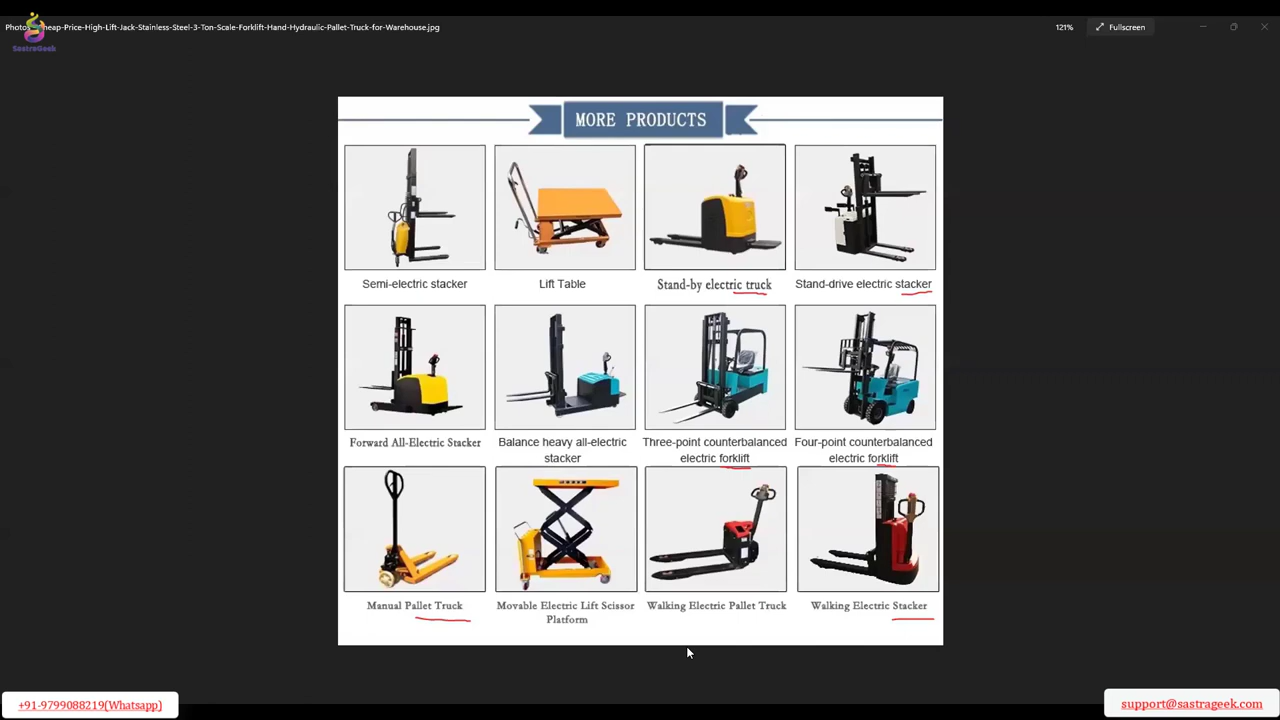 Photo
eap-Price-High-Lift-Jack-Stainless-Steel-3-Ton-Scale-Forklift-Hand-Hydraulic-Pallet-Truck-for-Warehouse.jpg
121%
Fullscreen
SastraGeek
MORE PRODUCTS
Semi-electric stacker
Lift Table
Stand-by electric truck
Stand-drive electric stacker
Forward All-Electric Stacker
Balance heavy all-electric
stacker
Three-point counterbalanced
electric forklift
Four-point counterbalanced
electric forklift
Manual Pallet Truck
Movable Electric Lift Scissor
Platform
Walking Electric Pallet Truck
Walking Electric Stacker
+91-9799088219(Whatsapp)
support@sastrageek.com